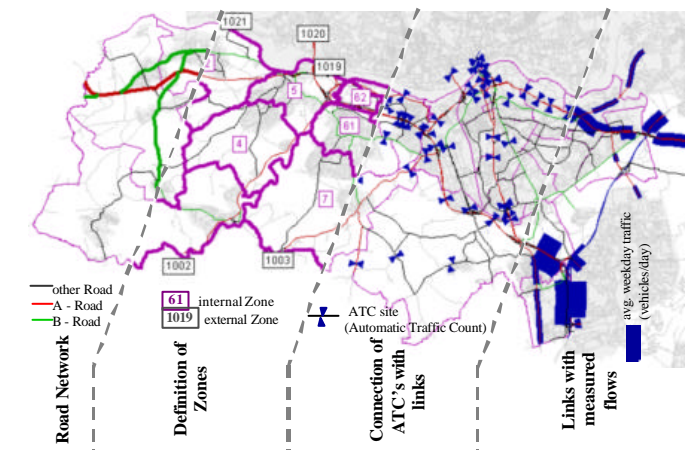 1021
1020
1019
5
62
61
4
7
1002
1003
other Road
A - Road
B - Road
61 internal Zone
1019 external Zone
ATC site
(Automatic Traffic Count)
avg. weekday traffic
(vehicles/day)
Road Network
Definition of
Zones
Connection of
ATC's with
links
Links with
measured
flows